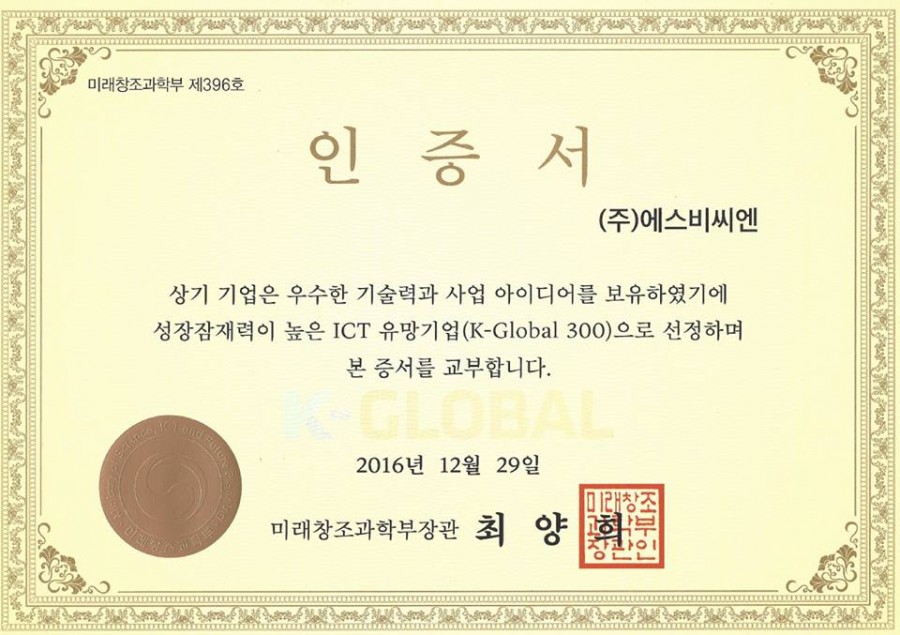 미래창조과학부 제396호
인 증 서
(주)에스비씨엔
상기 기업은 우수한 기술력과 사업 아이디어를 보유하였기에
성장잠재력이 높은 ICT 유망기업(K-Global 300)으로 선정하며
본 증서를 교부합니다.
K-GLOBAL
2016년 12월 29일
미래창조과학부장관 최 양 희
미래창조
과학부
장관인